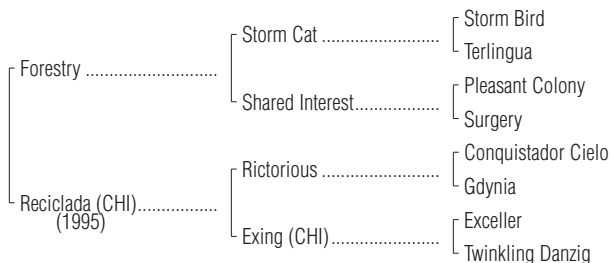 Storm Bird
Storm Cat ..........................
Terlingua
Forestry .............................
Pleasant Colony
Shared Interest...................
Surgery
Conquistador Cielo
Rictorious ..........................
Gdynia
Reciclada (CHI).................
(1995)
Exceller
Exing (CHI)........................
Twinkling Danzig